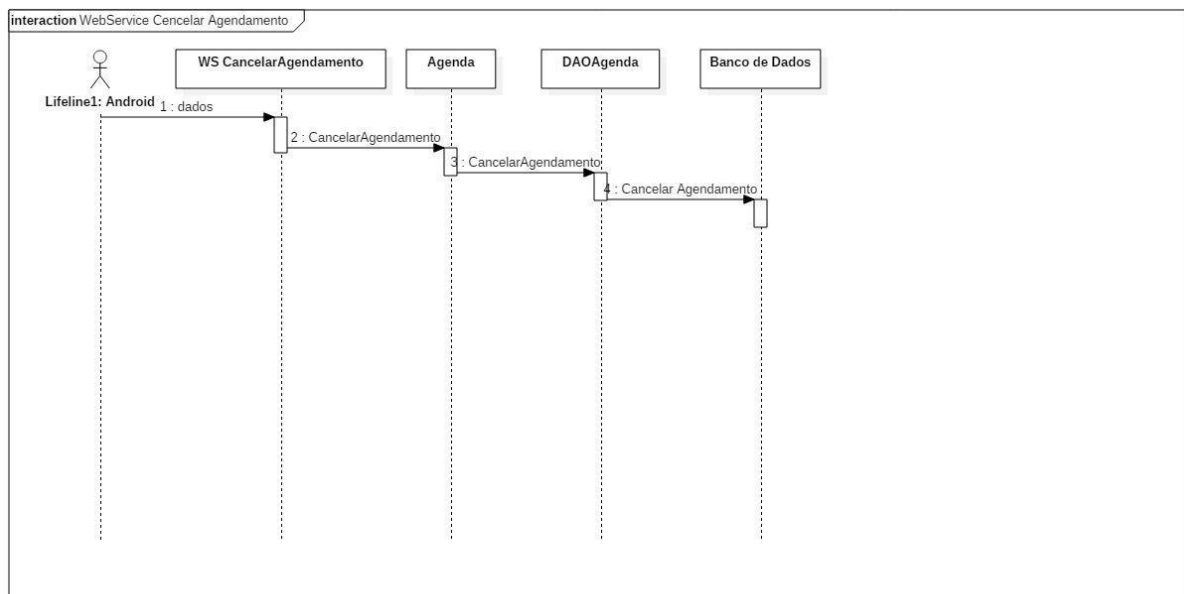 interaction WebService Cencelar Agendamento
WS CancelarAgendamento
Agenda
DAOAgenda
Banco de Dados
Lifeline1: Android
1 : dados
2 : CancelarAgendamento
3 : CancelarAgendamento
4 : Cancelar Agendamento